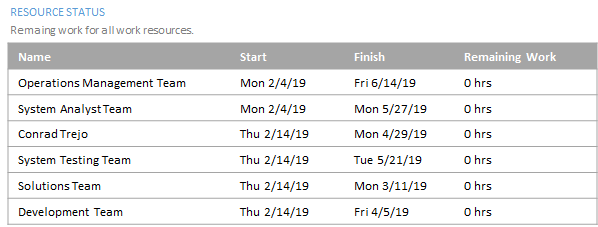 RESOURCE STATUS
Remaing work for all work resources.
Name Start Finish Remaining Work
Operations Management Team Mon 2/4/19 Fri 6/14/19 0 hrs
System Analyst Team Mon 2/4/19 Mon 5/27/19 0 hrs
Conrad Trejo Thu 2/14/19 Mon 4/29/19 0 hrs
System Testing Team Thu 2/14/19 Tue 5/21/19 0 hrs
Solutions Team Thu 2/14/19 Mon 3/11/19 0 hrs
Development Team Thu 2/14/19 Fri 4/5/19 0 hrs